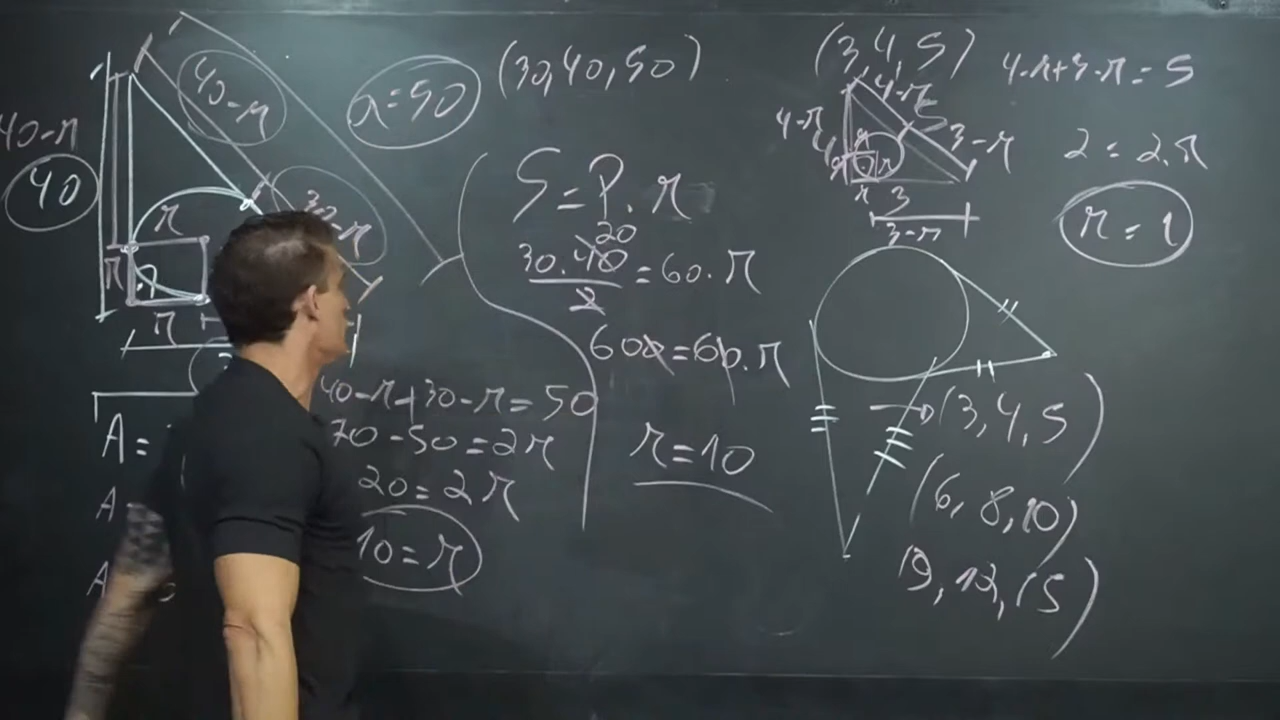 40-r
40
40-r
a=50
(30,40,50)
r
r
r
30-r
A=
A=
A
40-r+30-r=50
70-50=2r
20=2r
10=r
S=P.r
20
30.40/2=60.r
600=60.r
r=10
(3,4,5)
4-r+3-r=5
4-r
4-r
5
3-r
4
r
r
r
3
3-r
2=2.r
r=1
(3,4,5)
(6,8,10)
(9,12,15)